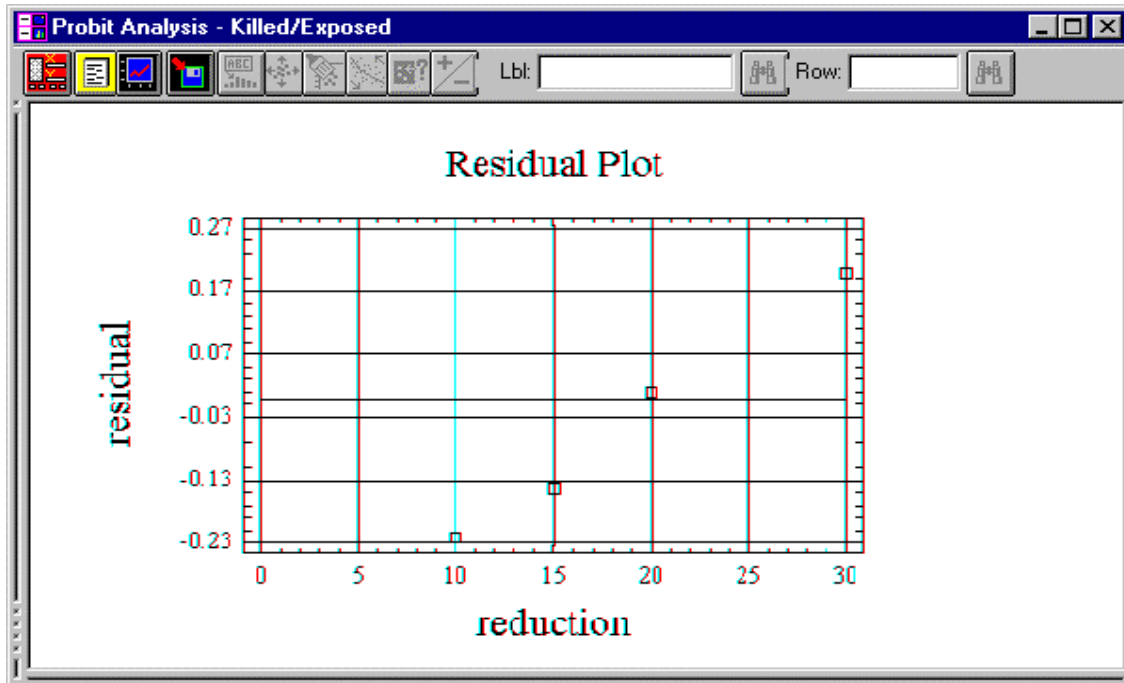 Probit Analysis - Killed/Exposed
ABC
Lbl:
Row:
Residual Plot
0.27
0.17
0.07
-0.03
-0.13
-0.23
residual
0 5 10 15 20 25 30
reduction